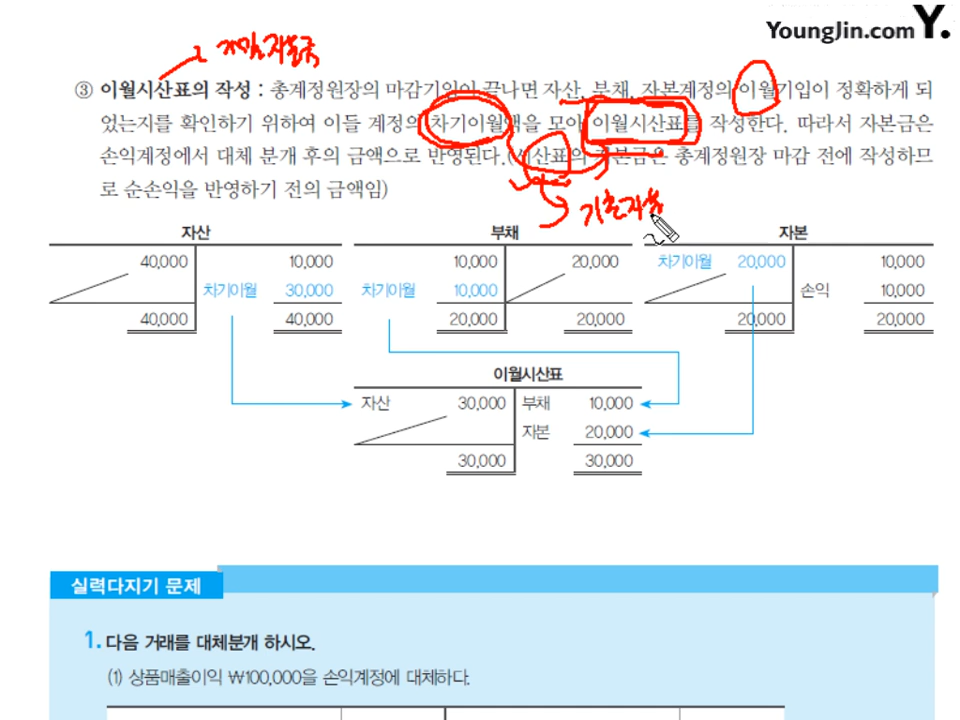 YoungJin.com Y.
기말자본금
③ 이월시산표의 작성 : 총계정원장의 마감기입이 끝나면 자산, 부채, 자본계정의 이월기입이 정확하게 되
었는지를 확인하기 위하여 이들 계정의 차기이월액을 모아 이월시산표를 작성한다. 따라서 자본금은
손익계정에서 대체 분개 후의 금액으로 반영된다.(시산표의 자본금은 총계정원장 마감 전에 작성하므
로 순손익을 반영하기 전의 금액임)
기초자본
자산 부채 자본
40,000 10,000 10,000 20,000 차기이월 20,000 10,000
차기이월 30,000 차기이월 10,000 손익 10,000
40,000 40,000 20,000 20,000 20,000 20,000
이월시산표
자산 30,000 부채 10,000
자본 20,000
30,000 30,000
실력다지기 문제
1. 다음 거래를 대체분개 하시오.
(1) 상품매출이익 ₩100,000을 손익계정에 대체하다.